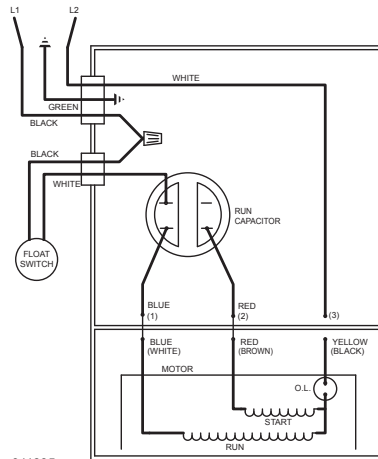 L1
L2
WHITE
GREEN
BLACK
BLACK
WHITE
RUN
CAPACITOR
FLOAT
SWITCH
BLUE
(1)
RED
(2)
(3)
BLUE
(WHITE)
RED
(BROWN)
YELLOW
(BLACK)
MOTOR
O.L.
START
RUN